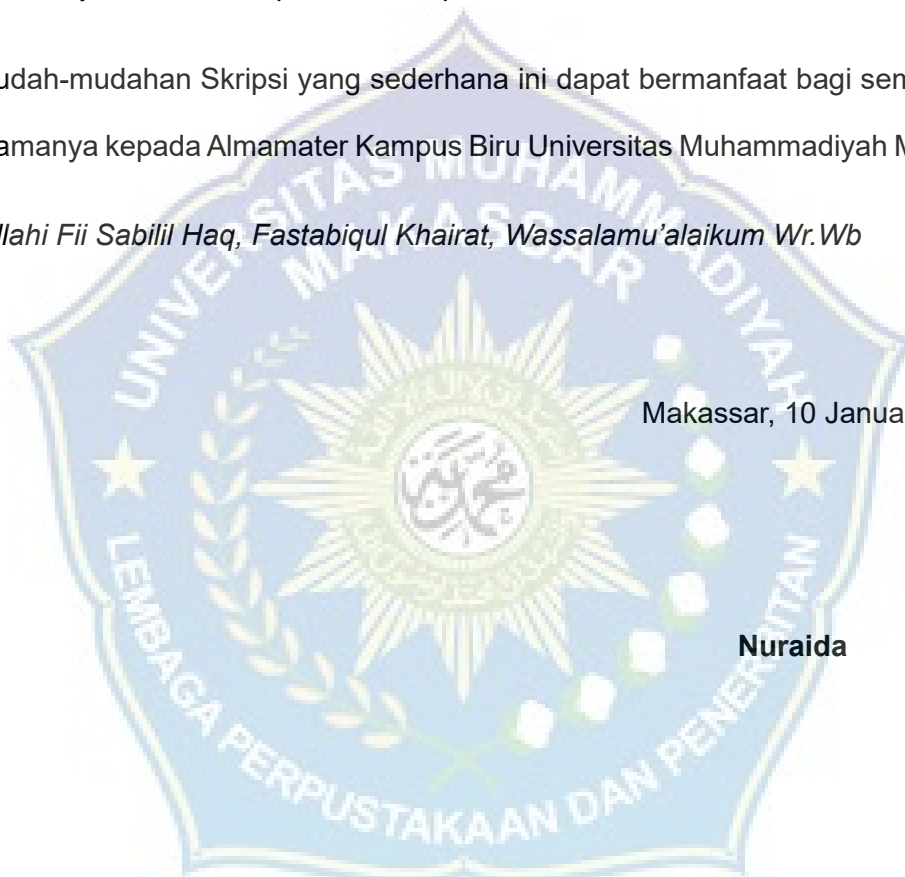 udah-mudahan Skripsi yang sederhana ini dapat bermanfaat bagi sem
amanya kepada Almamater Kampus Biru Universitas Muhammadiyah M
llahi Fii Sabilil Haq, Fastabiqul Khairat, Wassalamu’alaikum Wr.Wb
UNIVERSITAS MUHAMMADIYAH
MAKASSAR
Makassar, 10 Janua
Nuraida
LEMBAGA PERPUSTAKAAN DAN PENERBITAN